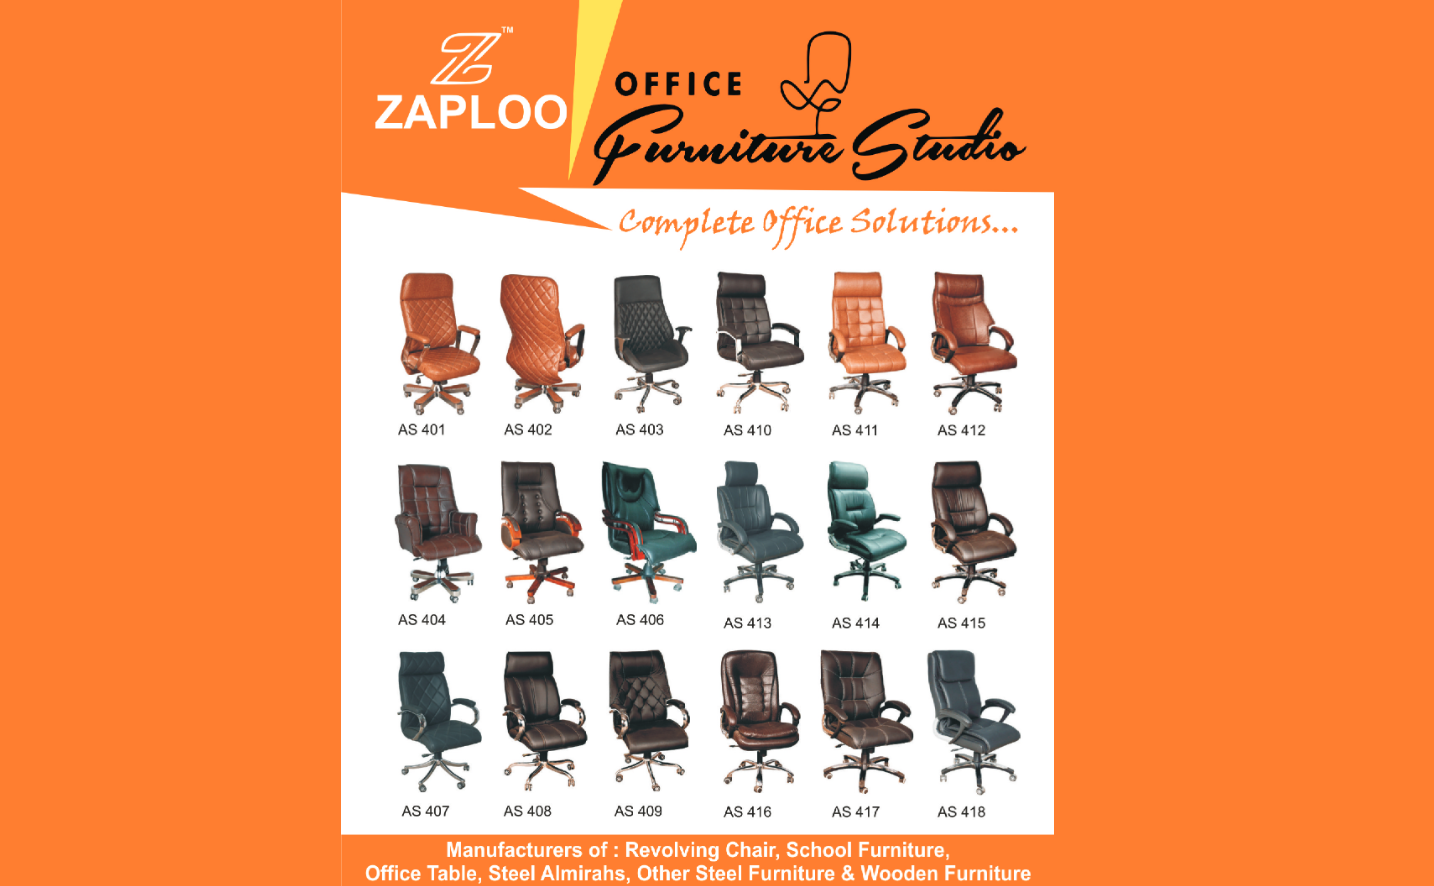 TM
ZAPLOO
OFFICE
Furniture Studio
Complete Office Solutions...
AS 401 AS 402 AS 403 AS 410 AS 411 AS 412
AS 404 AS 405 AS 406 AS 413 AS 414 AS 415
AS 407 AS 408 AS 409 AS 416 AS 417 AS 418
Manufacturers of : Revolving Chair, School Furniture,
Office Table, Steel Almirahs, Other Steel Furniture & Wooden Furniture